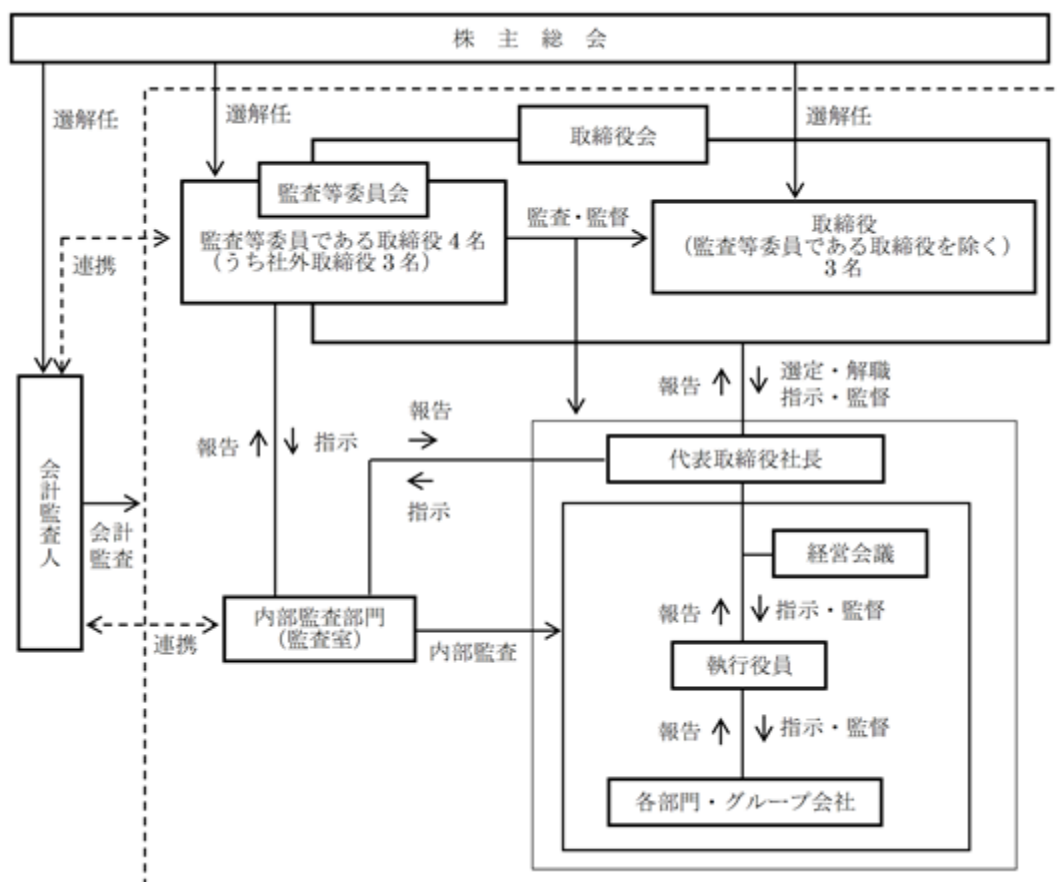 株主総会
選解任
選解任
選解任
取締役会
監査等委員会
監査等委員である取締役4名
（うち社外取締役3名）
監査・監督
取締役
（監査等委員である取締役を除く）
3名
連携
報告
選定・解職
指示・監督
報告
指示
報告
指示
代表取締役社長
会計監査人
会計
監査
経営会議
報告
指示・監督
内部監査部門
（監査室）
連携
内部監査
執行役員
報告
指示・監督
各部門・グループ会社